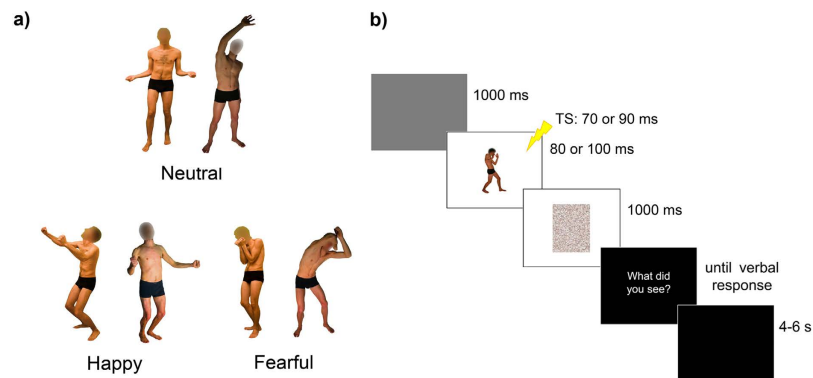 a)
Neutral
Happy
Fearful
b)
1000 ms
TS: 70 or 90 ms
80 or 100 ms
1000 ms
What did
you see?
until verbal
response
4-6 s